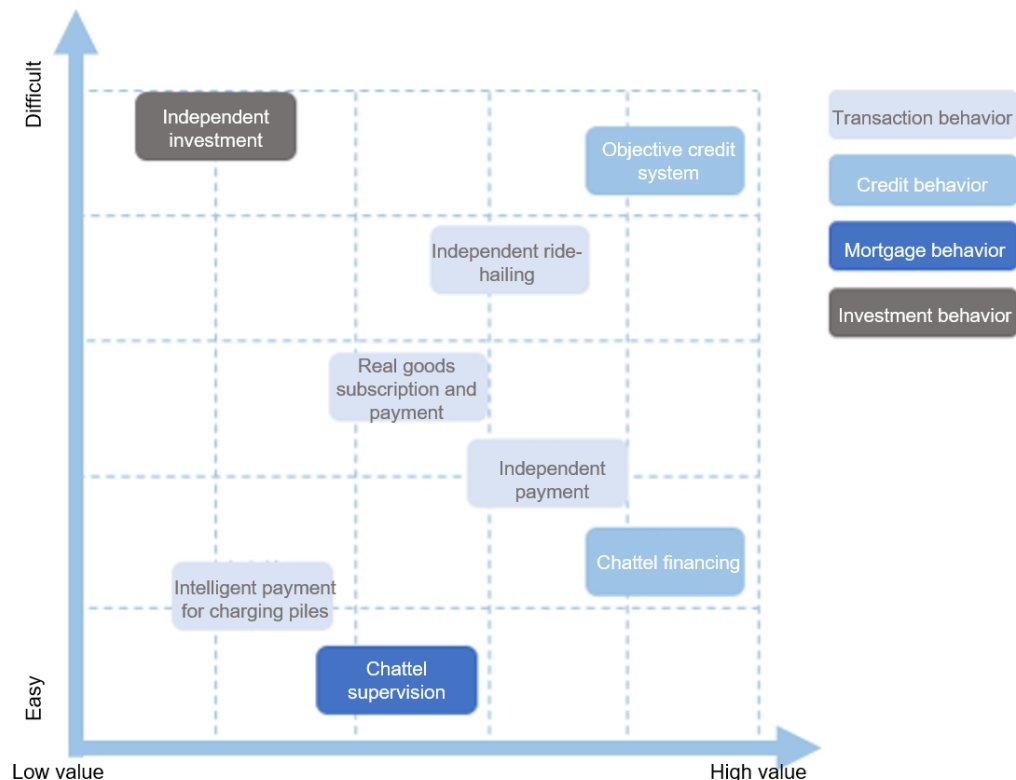 Difficult
Independent
investment
Objective credit
system
Independent ride-
hailing
Real goods
subscription and
payment
Independent
payment
Chattel financing
Intelligent payment
for charging piles
Chattel
supervision
Easy
Low value
High value
Transaction behavior
Credit behavior
Mortgage behavior
Investment behavior